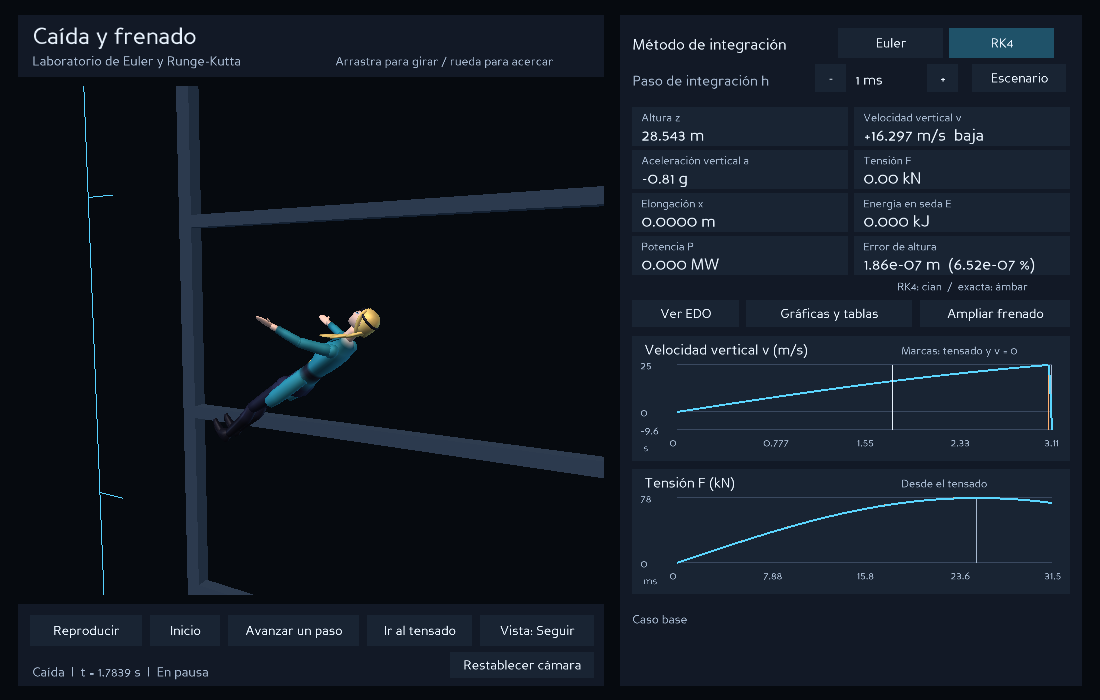 Caída y frenado
Laboratorio de Euler y Runge-Kutta
Arrastra para girar / rueda para acercar
Método de integración
Euler
RK4
Paso de integración h
-
1 ms
+
Escenario
Altura z
28.543 m
Velocidad vertical v
+16.297 m/s baja
Aceleración vertical a
-0.81 g
Tensión F
0.00 kN
Elongación x
0.0000 m
Energía en seda E
0.000 kJ
Potencia P
0.000 MW
Error de altura
1.86e-07 m (6.52e-07 %)
RK4: cian / exacta: ámbar
Ver EDO
Gráficas y tablas
Ampliar frenado
Velocidad vertical v (m/s)
Marcas: tensado y v = 0
25
0
-9.6
s
0
0.777
1.55
2.33
3.11
Tensión F (kN)
Desde el tensado
78
0
ms
0
7.88
15.8
23.6
31.5
Caso base
Reproducir
Inicio
Avanzar un paso
Ir al tensado
Vista: Seguir
Restablecer cámara
Caída | t = 1.7839 s | En pausa